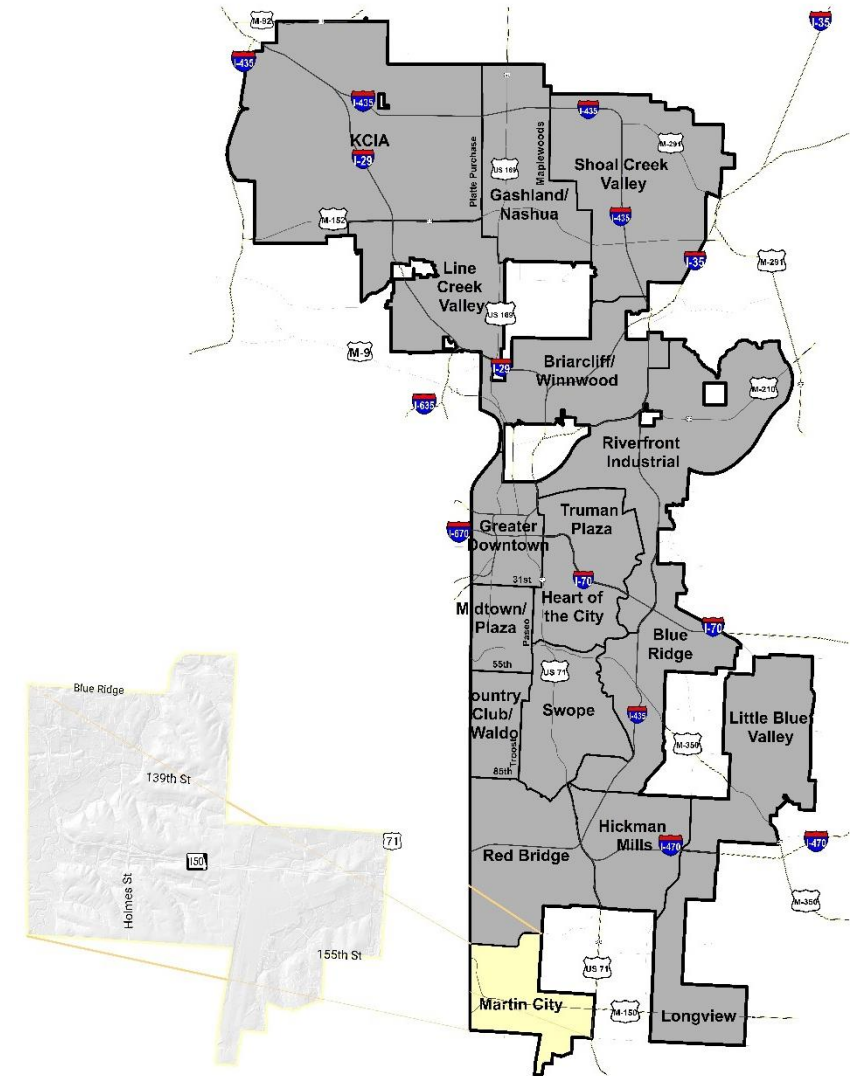 M-92
I-35
I-435
I-435
I-435
KCIA
I-29
Platte Purchase
US 169
Maplewoods
M-291
Shoal Creek
Valley
Gashland/
Nashua
M-152
I-435
I-35
M-291
Line
Creek
Valley
US 169
M-9
I-29
Briarcliff/
Winnwood
M-210
I-635
Riverfront
Industrial
Truman
Plaza
Greater
Downtown
I-670
31st
I-70
Heart of
the City
Midtown/
Plaza
Paseo
I-70
Blue
Ridge
55th
US 71
ountry
Club/
Waldo
Troost
85th
Swope
I-435
M-350
Little Blue
Valley
Hickman
Mills
I-470
I-470
Red Bridge
M-350
US 71
Martin City
M-150
Longview
Blue Ridge
139th St
71
150
Holmes St
155th St